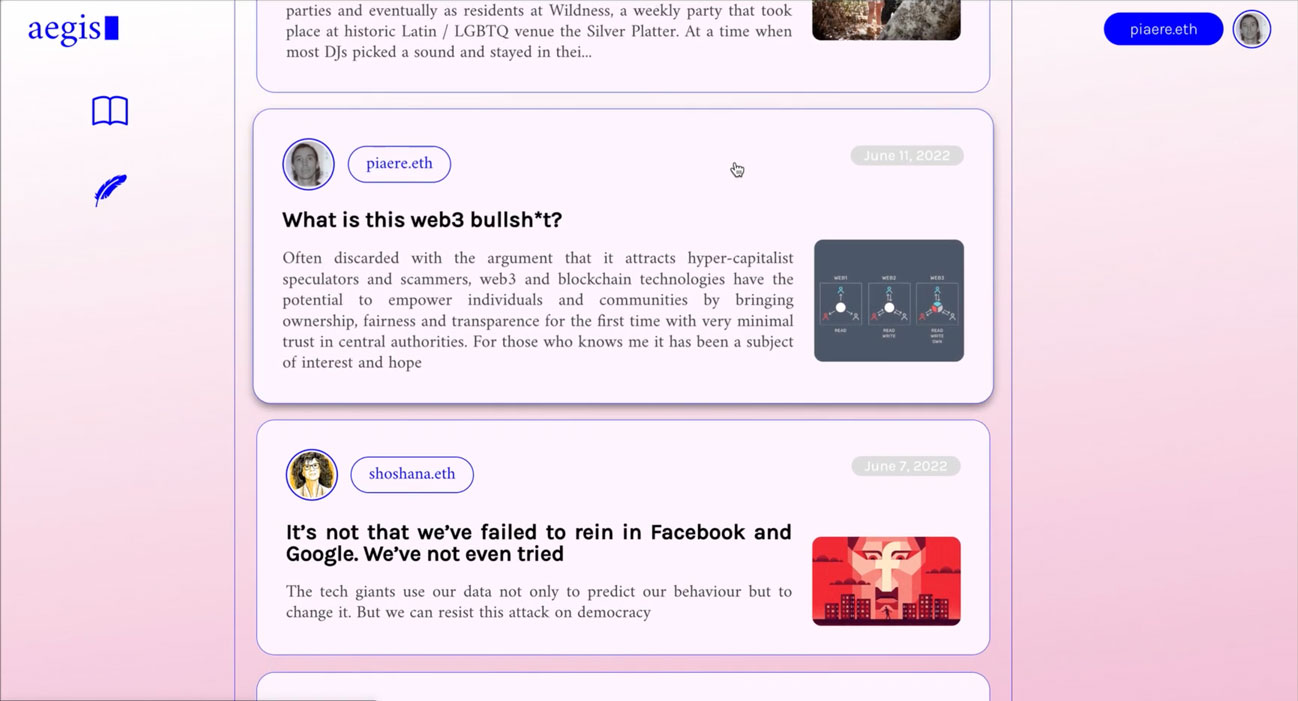 parties and eventually as residents at Wildness, a weekly party that took
place at historic Latin / LGBTQ venue the Silver Platter. At a time when
most DJs picked a sound and stayed in thei...
aegis
piaere.eth
piaere.eth
June 11, 2022
What is this web3 bullsh*t?
Often discarded with the argument that it attracts hyper-capitalist
speculators and scammers, web3 and blockchain technologies have the
potential to empower individuals and communities by bringing
ownership, fairness and transparence for the first time with very minimal
trust in central authorities. For those who knows me it has been a subject
of interest and hope
WEB1 WEB2 WEB3
READ READ WRITE READ WRITE OWN
shoshana.eth
June 7, 2022
It’s not that we’ve failed to rein in Facebook and
Google. We’ve not even tried
The tech giants use our data not only to predict our behaviour but to
change it. But we can resist this attack on democracy